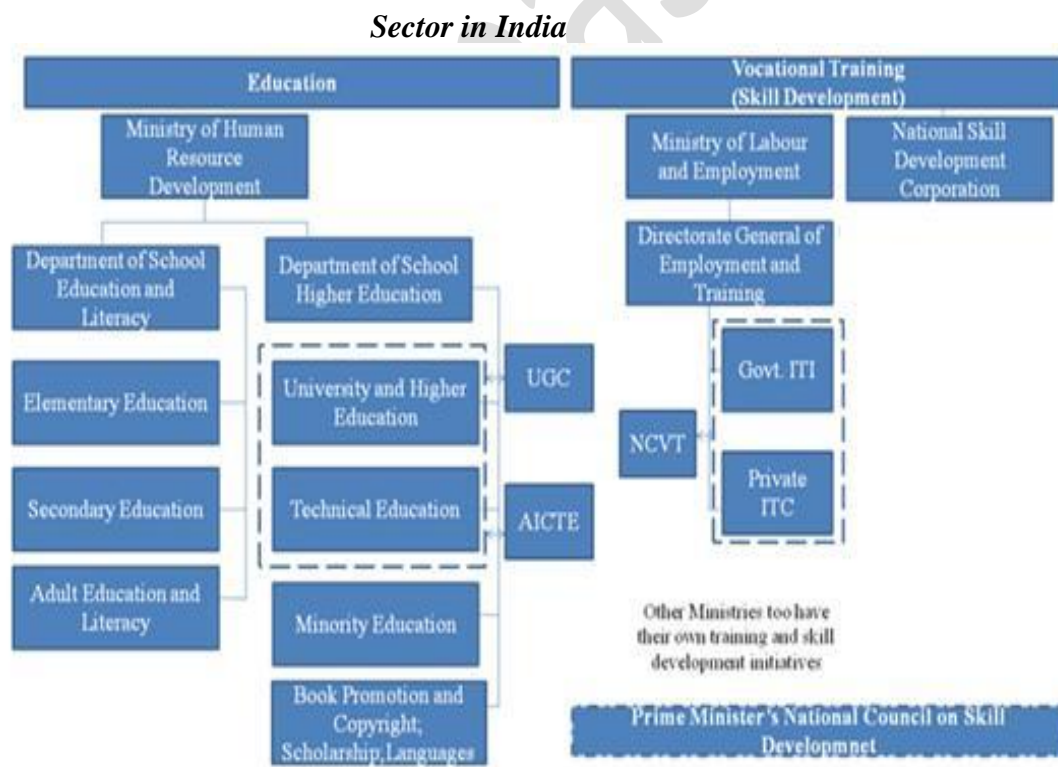 Sector in India
Education
Vocational Training
(Skill Development)
Ministry of Human
Resource
Development
Ministry of Labour
and Employment
National Skill
Development
Corporation
Department of School
Education and
Literacy
Department of School
Higher Education
Directorate General of
Employment and
Training
Elementary Education
University and Higher
Education
UGC
Govt. ITI
NCVT
Secondary Education
Technical Education
AICTE
Private
ITC
Adult Education and
Literacy
Minority Education
Other Ministries too have
their own training and skill
development initiatives
Book Promotion and
Copyright;
Scholarship;Languages
Prime Minister's National Council on Skill
Developmnet